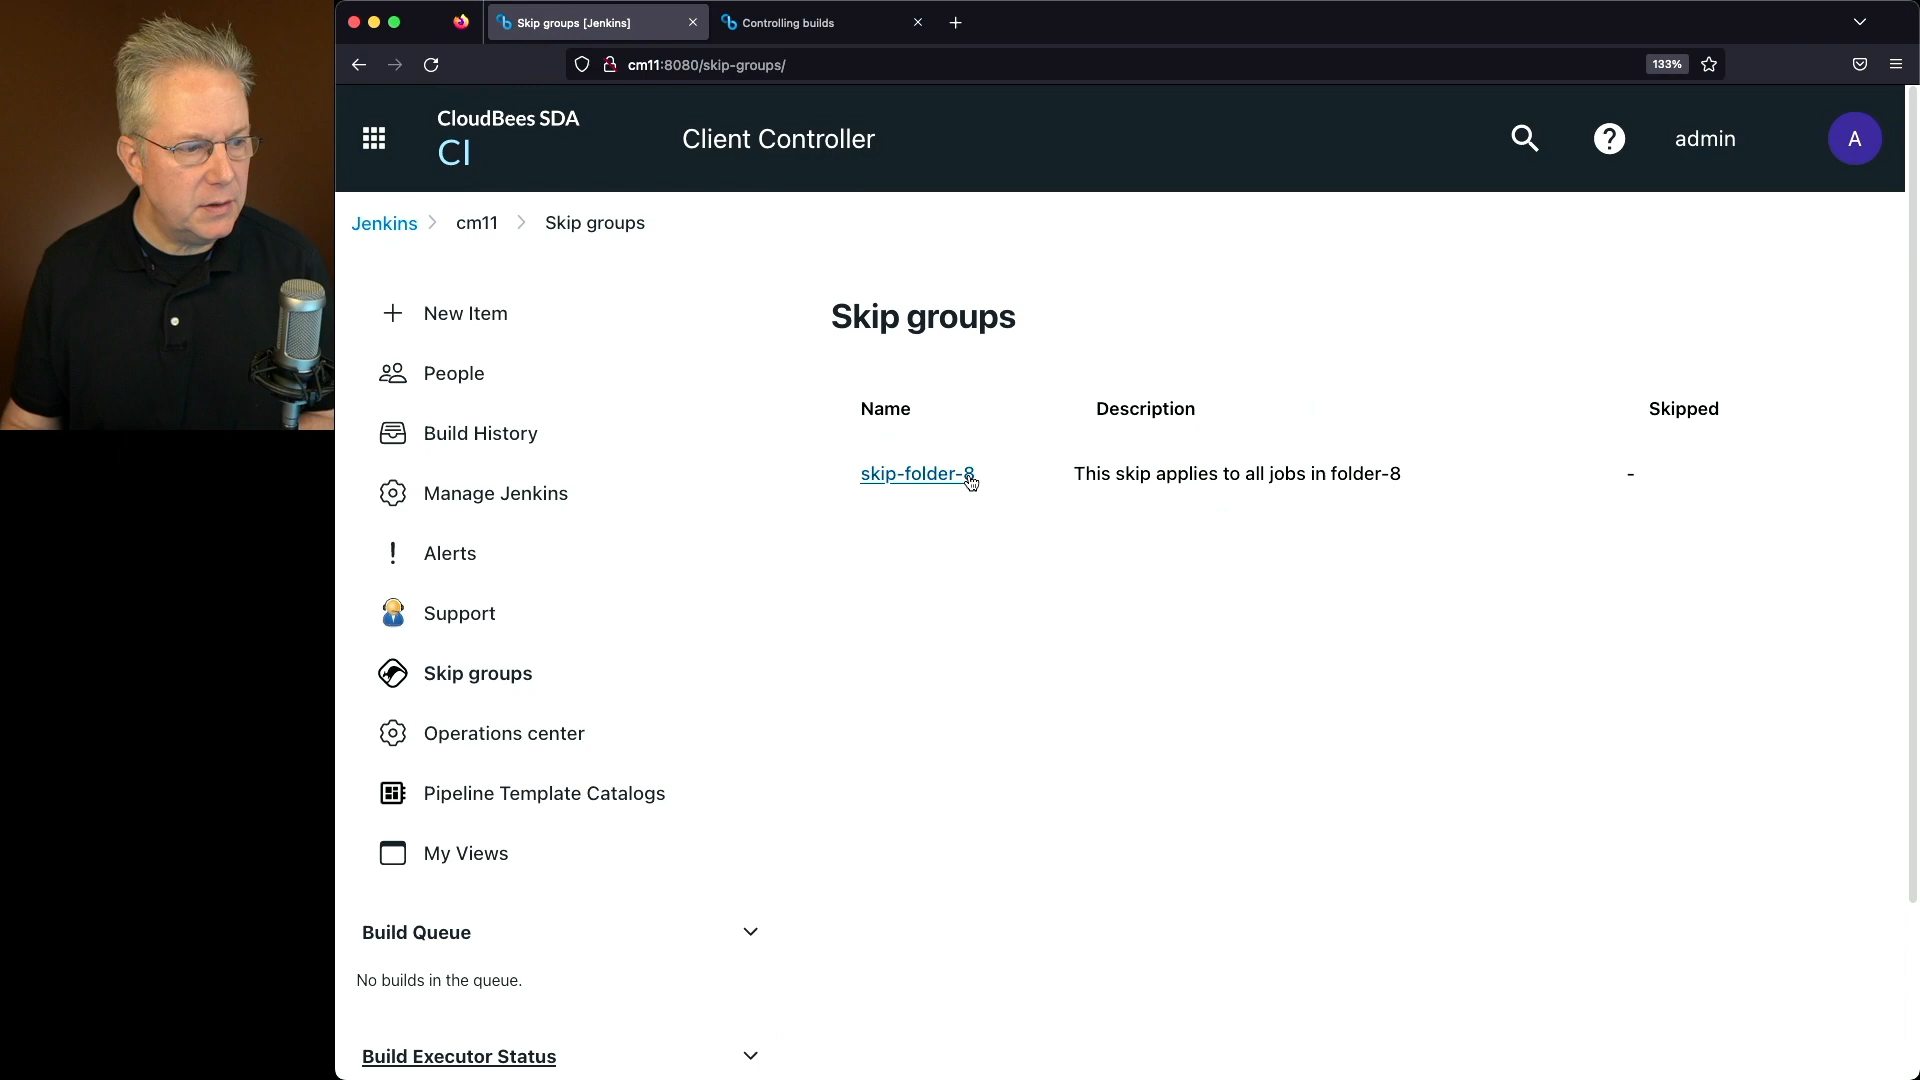 Skip groups [Jenkins]
Controlling builds
cm11:8080/skip-groups/
133%
CloudBees SDA
CI
Client Controller
admin
A
Jenkins
cm11
Skip groups
New Item
People
Build History
Manage Jenkins
Alerts
Support
Skip groups
Operations center
Pipeline Template Catalogs
My Views
Build Queue
No builds in the queue.
Build Executor Status
Skip groups
Name Description Skipped
skip-folder-8 This skip applies to all jobs in folder-8 -